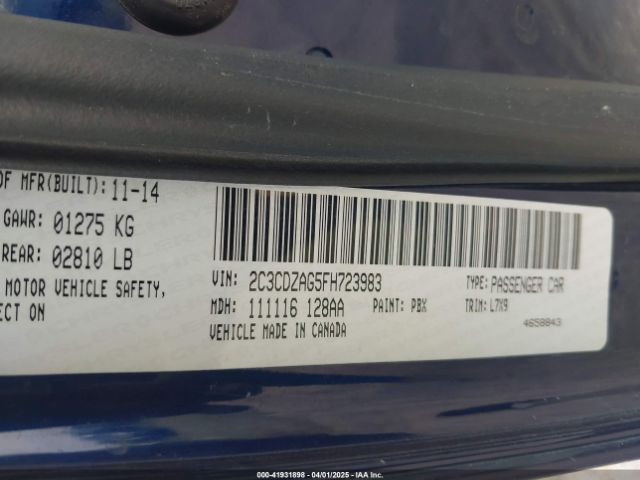 OF MFR(BUILT): 11-14
GAWR: 01275 KG
REAR: 02810 LB
MOTOR VEHICLE SAFETY,
ECT ON
VIN: 2C3CDZAG5FH723983 TYPE: PASSENGER CAR
MDH: 111116 128AA PAINT: PBX TRIM: L7X9
VEHICLE MADE IN CANADA 4658843
000-41931898 04/01/2025 IAA Inc.